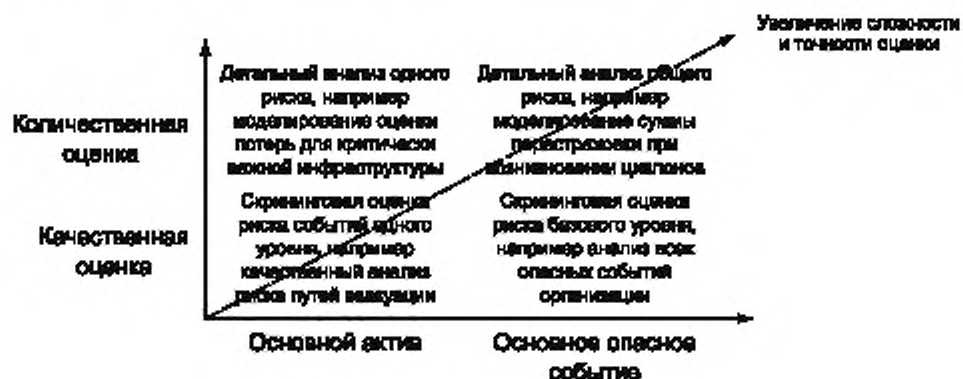 Увеличение сложности
и точности оценки
Количественная
оценка
Детальный анализ одного
риска, например
моделирование оценки
потерь для критически
важной инфраструктуры
Детальный анализ общего
риска, например
моделирование суммы
перестраховки при
возникновении циклонов
Качественная
оценка
Скрининговая оценка
риска событий одного
уровня, например
качественный анализ
риска путей эвакуации
Скрининговая оценка
риска базового уровня,
например анализ всех
опасных событий
организации
Основной актив
Основное опасное
событие